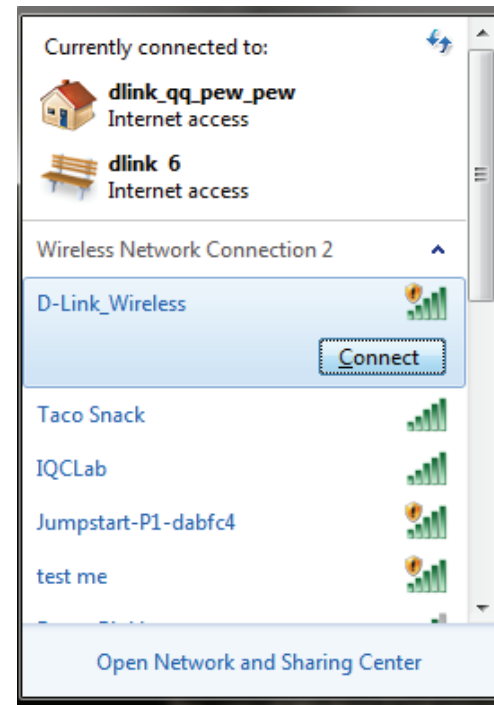 Currently connected to:
dlink_qq_pew_pew
Internet access
dlink 6
Internet access
Wireless Network Connection 2
D-Link_Wireless
Connect
Taco Snack
IQCLab
Jumpstart-P1-dabfc4
test me
Open Network and Sharing Center